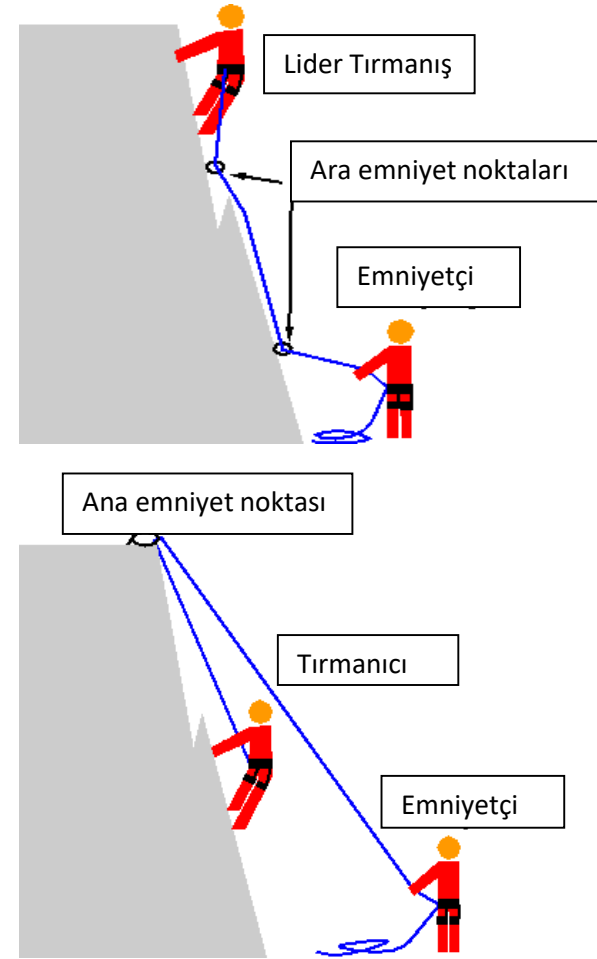 Lider Tırmanış
Ara emniyet noktaları
Emniyetçi
Ana emniyet noktası
Tırmanıcı
Emniyetçi